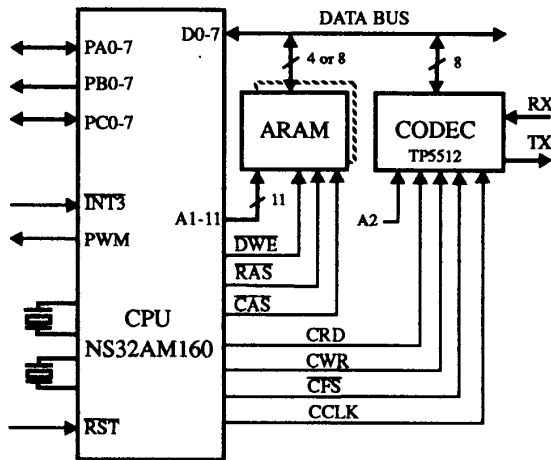 DATA BUS
D0-7
PA0-7
4 or 8
8
PB0-7
RX
ARAM
CODEC
PC0-7
TX
TP5512
INT3
11
A1-11
A2
PWM
DWE
RAS
CAS
CPU
CRD
NS32AM160
CWR
CFS
CCLK
RST